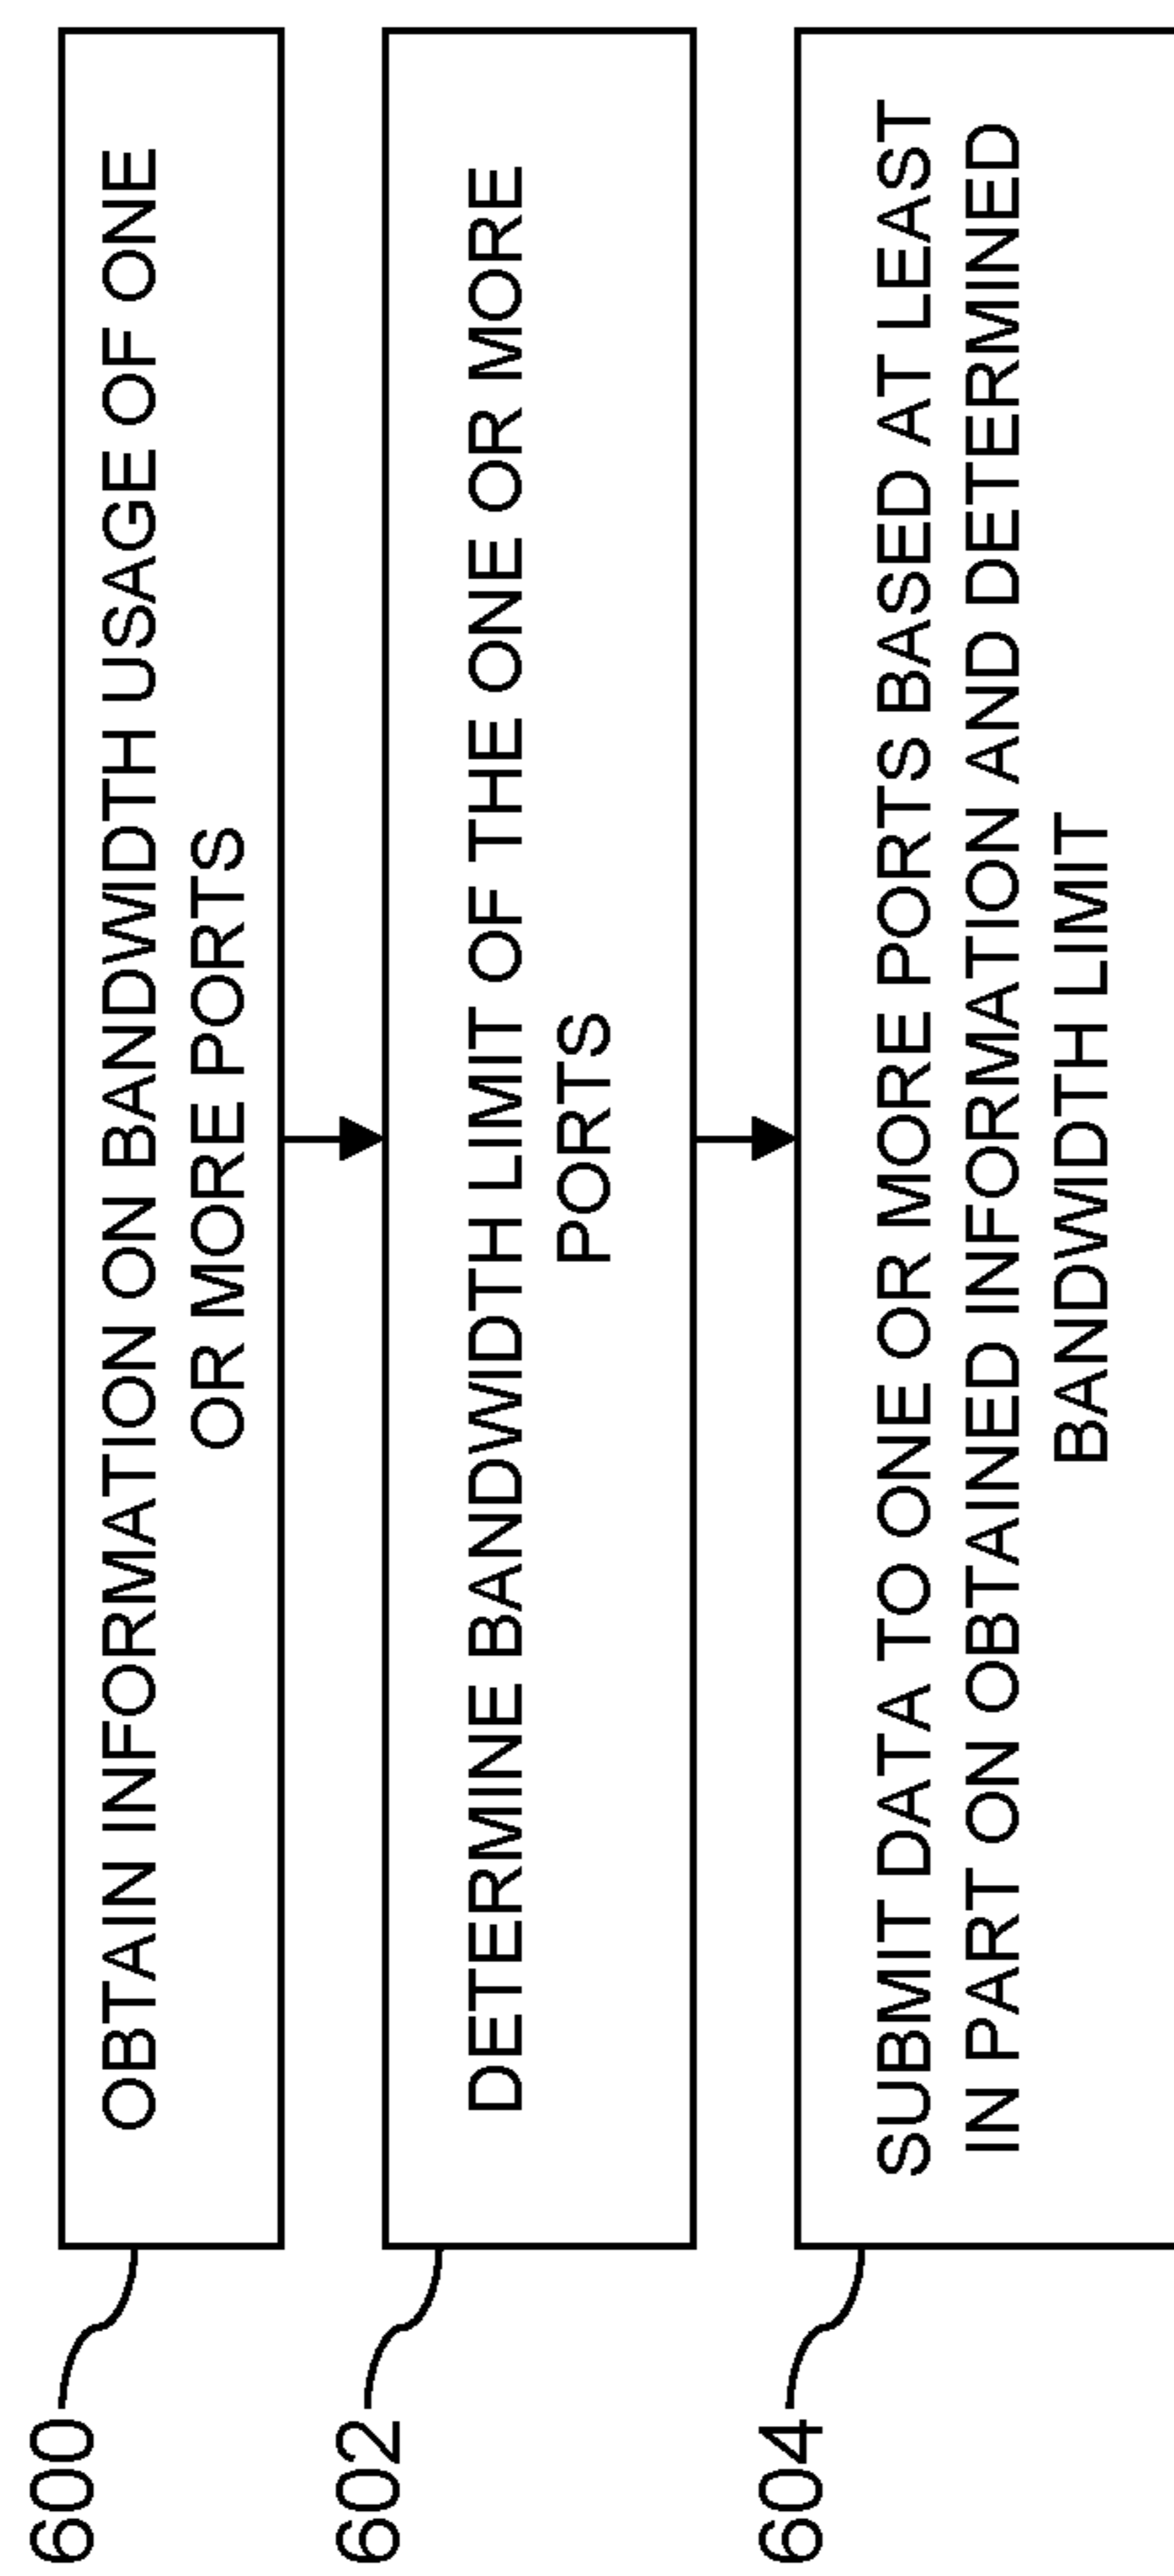 600
OBTAIN INFORMATION ON BANDWIDTH USAGE OF ONE
OR MORE PORTS
602
DETERMINE BANDWIDTH LIMIT OF THE ONE OR MORE
PORTS
604
SUBMIT DATA TO ONE OR MORE PORTS BASED AT LEAST
IN PART ON OBTAINED INFORMATION AND DETERMINED
BANDWIDTH LIMIT